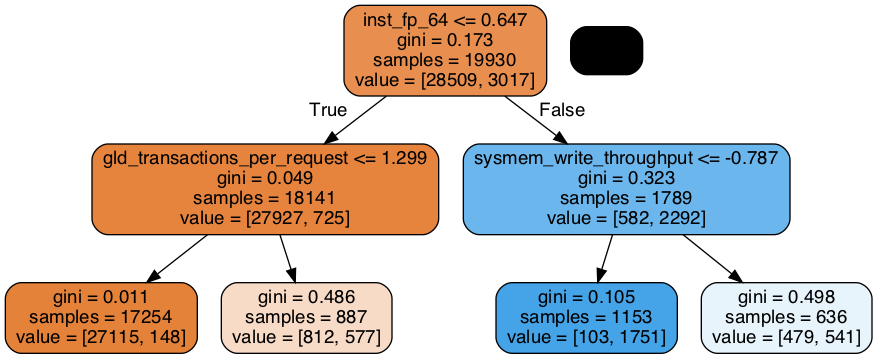 inst_fp_64 <= 0.647
gini = 0.173
samples = 19930
value = [28509, 3017]
True
False
gld_transactions_per_request <= 1.299
gini = 0.049
samples = 18141
value = [27927, 725]
sysmem_write_throughput <= -0.787
gini = 0.323
samples = 1789
value = [582, 2292]
gini = 0.011
samples = 17254
value = [27115, 148]
gini = 0.486
samples = 887
value = [812, 577]
gini = 0.105
samples = 1153
value = [103, 1751]
gini = 0.498
samples = 636
value = [479, 541]